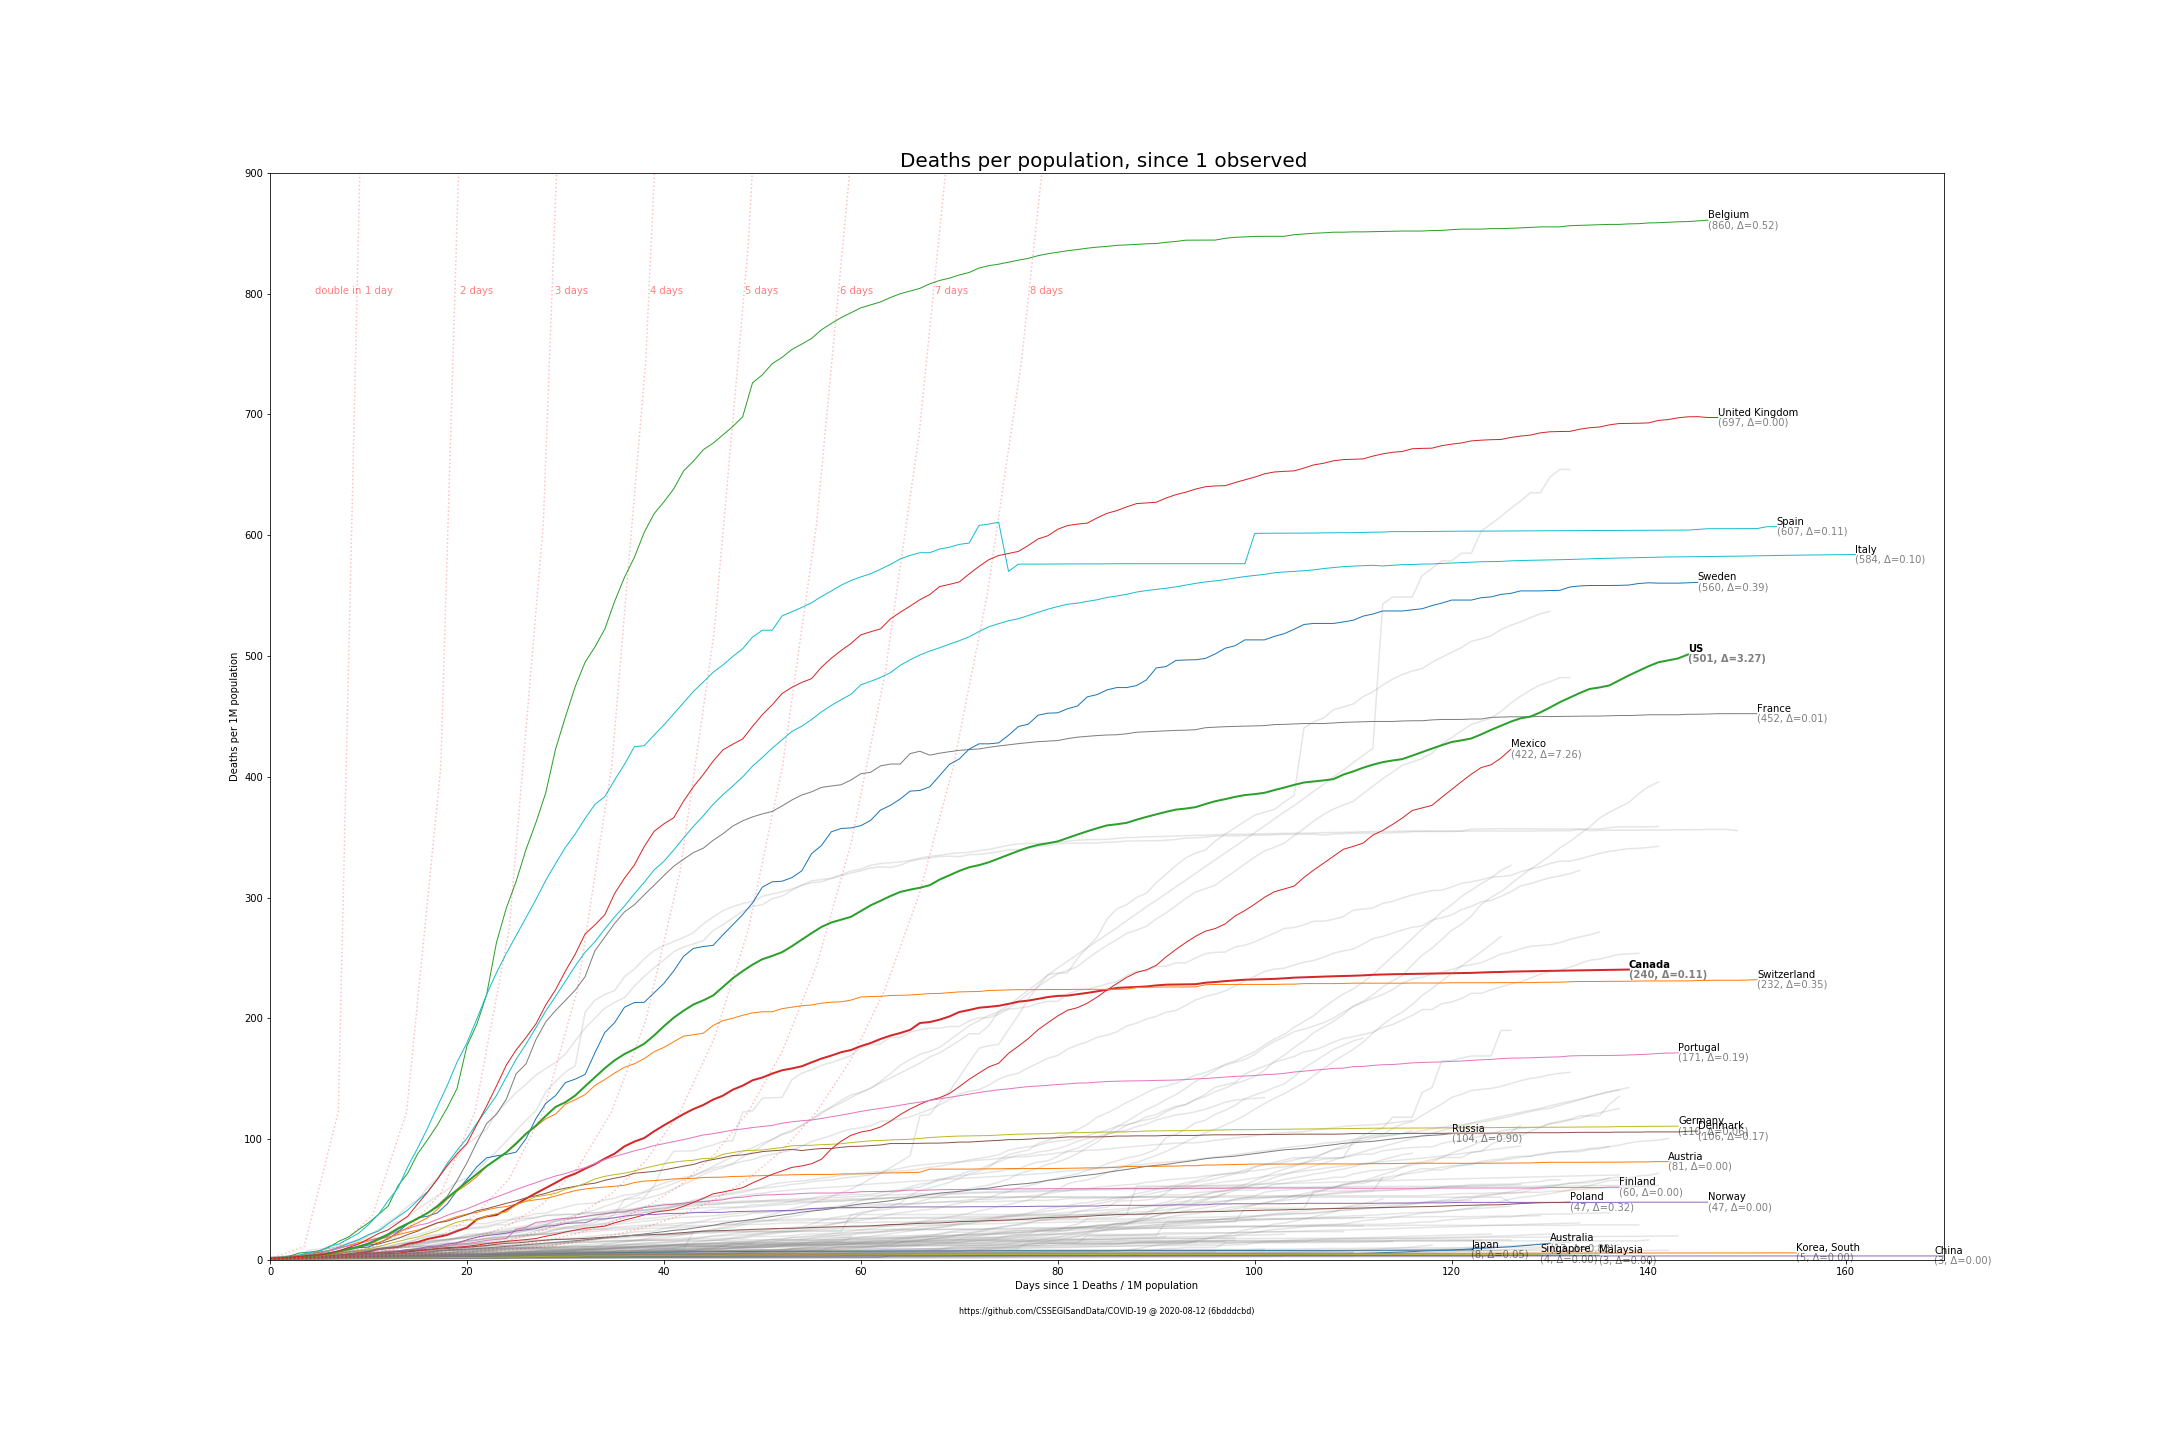 Deaths per population, since 1 observed
900
800
700
600
500
400
300
200
100
0
Deaths per 1M population
double in 1 day
2 days
3 days
4 days
5 days
6 days
7 days
8 days
Belgium
(860, Δ=0.52)
United Kingdom
(697, Δ=0.00)
Spain
(607, Δ=0.11)
Italy
(584, Δ=0.10)
Sweden
(560, Δ=0.39)
US
(501, Δ=3.27)
France
(452, Δ=0.01)
Mexico
(422, Δ=7.26)
Canada
(240, Δ=0.11)
Switzerland
(232, Δ=0.35)
Portugal
(171, Δ=0.19)
Germany
Denmark
(106, Δ=0.17)
Russia
(104, Δ=0.90)
Austria
(81, Δ=0.00)
Finland
(60, Δ=0.00)
Poland
(47, Δ=0.32)
Norway
(47, Δ=0.00)
Australia
Japan
(8, Δ=0.05)
Singapore
(4, Δ=0.00)
Malaysia
(3, Δ=0.00)
Korea, South
(5, Δ=0.00)
China
(3, Δ=0.00)
0
20
40
60
80
100
120
140
160
Days since 1 Deaths / 1M population
https://github.com/CSSEGISandData/COVID-19 @ 2020-08-12 (6bdddcbd)